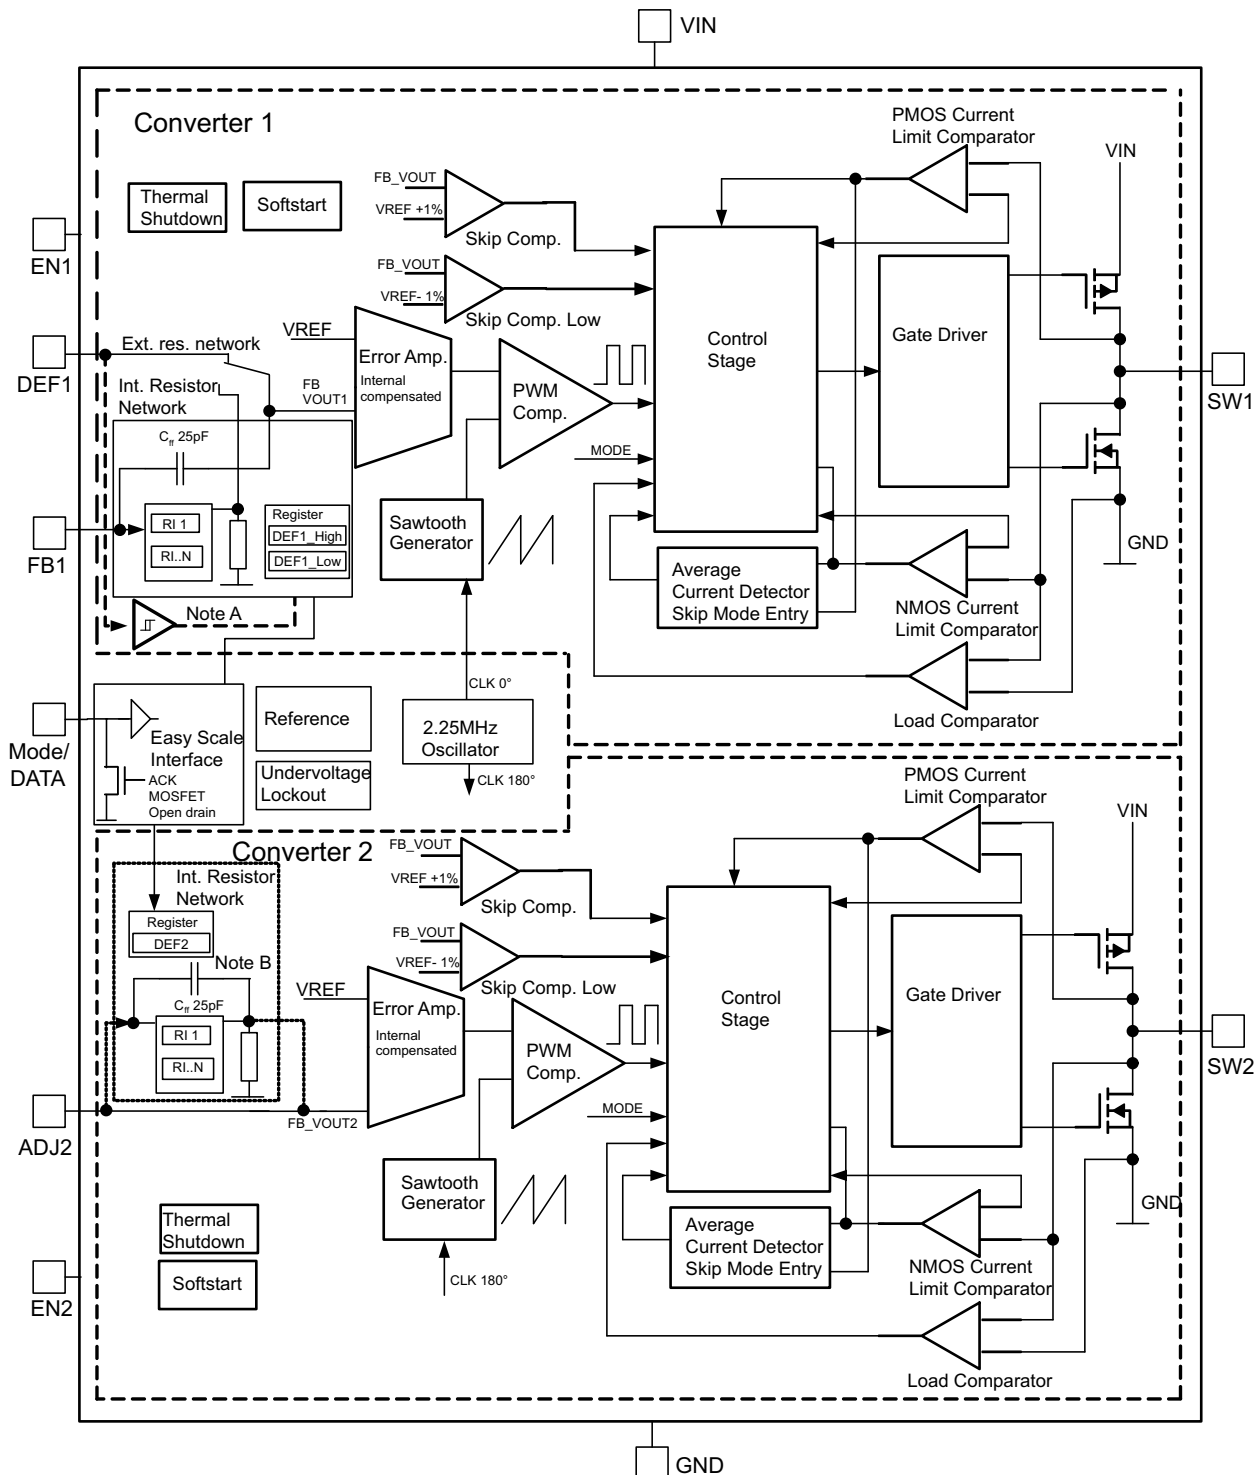 VIN
Converter 1
PMOS Current
Limit Comparator
VIN
Thermal
Shutdown
Softstart
FB_VOUT
VREF +1%
Skip Comp.
EN1
FB_VOUT
VREF- 1%
Skip Comp. Low
VREF
Ext. res. network
DEF1
Error Amp.
Internal
compensated
Control
Stage
Gate Driver
Int. Resistor
Network
FB
VOUT1
PWM
Comp.
SW1
Cff 25pF
MODE
RI 1
RI..N
Register
DEF1_High
DEF1_Low
FB1
Sawtooth
Generator
GND
Average
Current Detector
Skip Mode Entry
NMOS Current
Limit Comparator
Note A
CLK 0°
Load Comparator
Mode/
DATA
Easy Scale
Interface
ACK
MOSFET
Open drain
Reference
2.25MHz
Oscillator
Undervoltage
Lockout
CLK 180°
PMOS Current
Limit Comparator
VIN
Converter 2
FB_VOUT
VREF +1%
Skip Comp.
Int. Resistor
Network
Register
DEF2
FB_VOUT
VREF- 1%
Skip Comp. Low
Note B
Cff 25pF
VREF
Error Amp.
Internal
compensated
Control
Stage
Gate Driver
RI 1
RI..N
PWM
Comp.
SW2
ADJ2
FB_VOUT2
MODE
Sawtooth
Generator
GND
Thermal
Shutdown
Average
Current Detector
Skip Mode Entry
NMOS Current
Limit Comparator
EN2
Softstart
CLK 180°
Load Comparator
GND